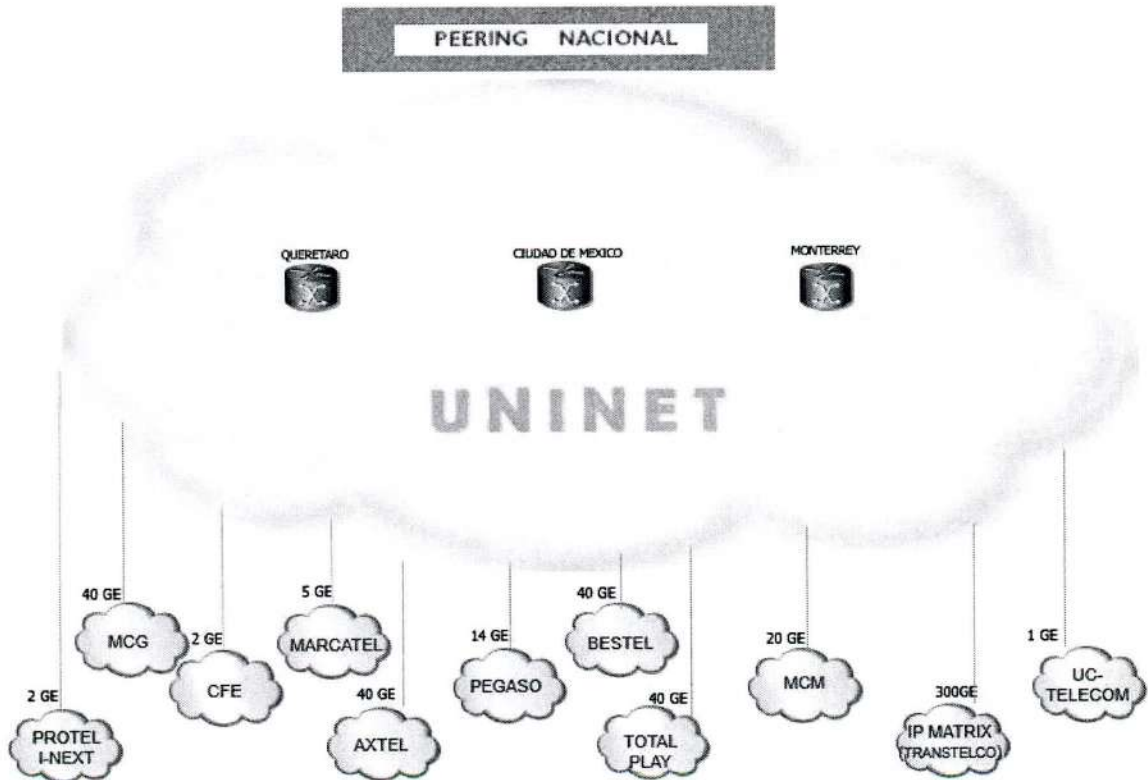 PEERING NACIONAL
QUERETARO
CIUDAD DE MEXICO
MONTERREY
UNINET
40 GE
MCG
2 GE
CFE
5 GE
MARCATEL
14 GE
PEGASO
40 GE
BESTEL
20 GE
MCM
1 GE
UC-
TELECOM
2 GE
PROTEL
I-NEXT
40 GE
AXTEL
40 GE
TOTAL
PLAY
300GE
IP MATRIX
(TRANSTELCO)